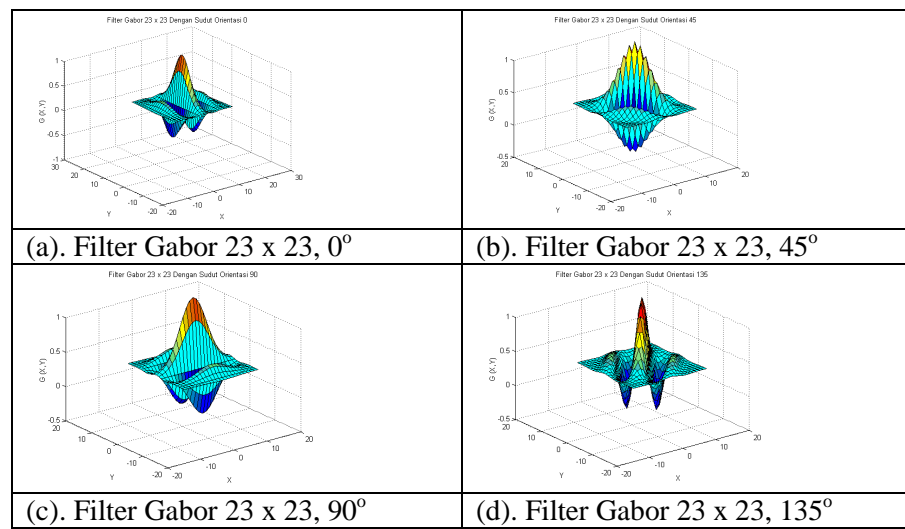 Filter Gabor 23 x 23 Dengan Sudut Orientasi 0
1
0.5
0
-0.5
-1
G (X,Y)
30
20
10
0
-10
-20
Y
-20
-10
0
10
20
30
X
(a). Filter Gabor 23 x 23, 0°
Filter Gabor 23 x 23 Dengan Sudut Orientasi 45
1
0.5
0
-0.5
G (X,Y)
20
10
0
-10
-20
Y
-20
-10
0
10
20
X
(b). Filter Gabor 23 x 23, 45°
Filter Gabor 23 x 23 Dengan Sudut Orientasi 90
1
0.5
0
-0.5
G (X,Y)
20
10
0
-10
-20
Y
-20
-10
0
10
20
X
(c). Filter Gabor 23 x 23, 90°
Filter Gabor 23 x 23 Dengan Sudut Orientasi 135
1
0.5
0
-0.5
G (X,Y)
20
10
0
-10
-20
Y
-20
-10
0
10
20
X
(d). Filter Gabor 23 x 23, 135°